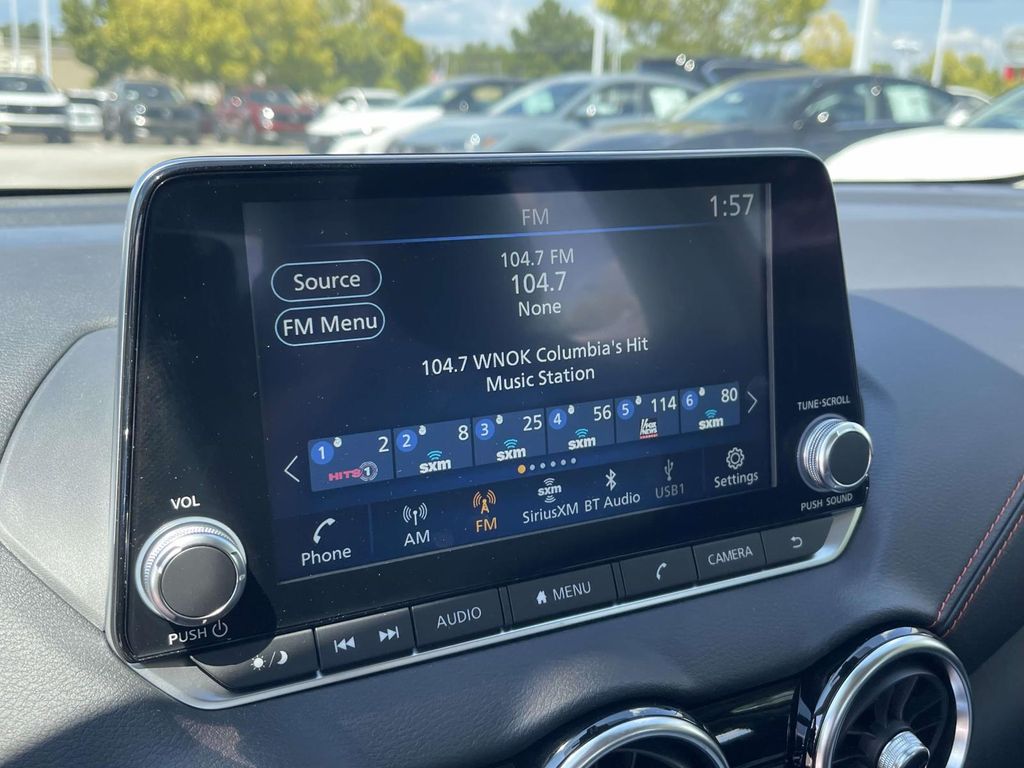 FM
1:57
Source
FM Menu
104.7 FM
104.7
None
104.7 WNOK Columbia's Hit
Music Station
1 2
HITS 1
2 8
sxm
3 25
sxm
4 56
sxm
5 114
FOX NEWS
6 80
sxm
Phone
AM
FM
sxm
SiriusXM
BT Audio
USB1
Settings
VOL
PUSH
TUNE·SCROLL
PUSH SOUND
AUDIO
MENU
CAMERA